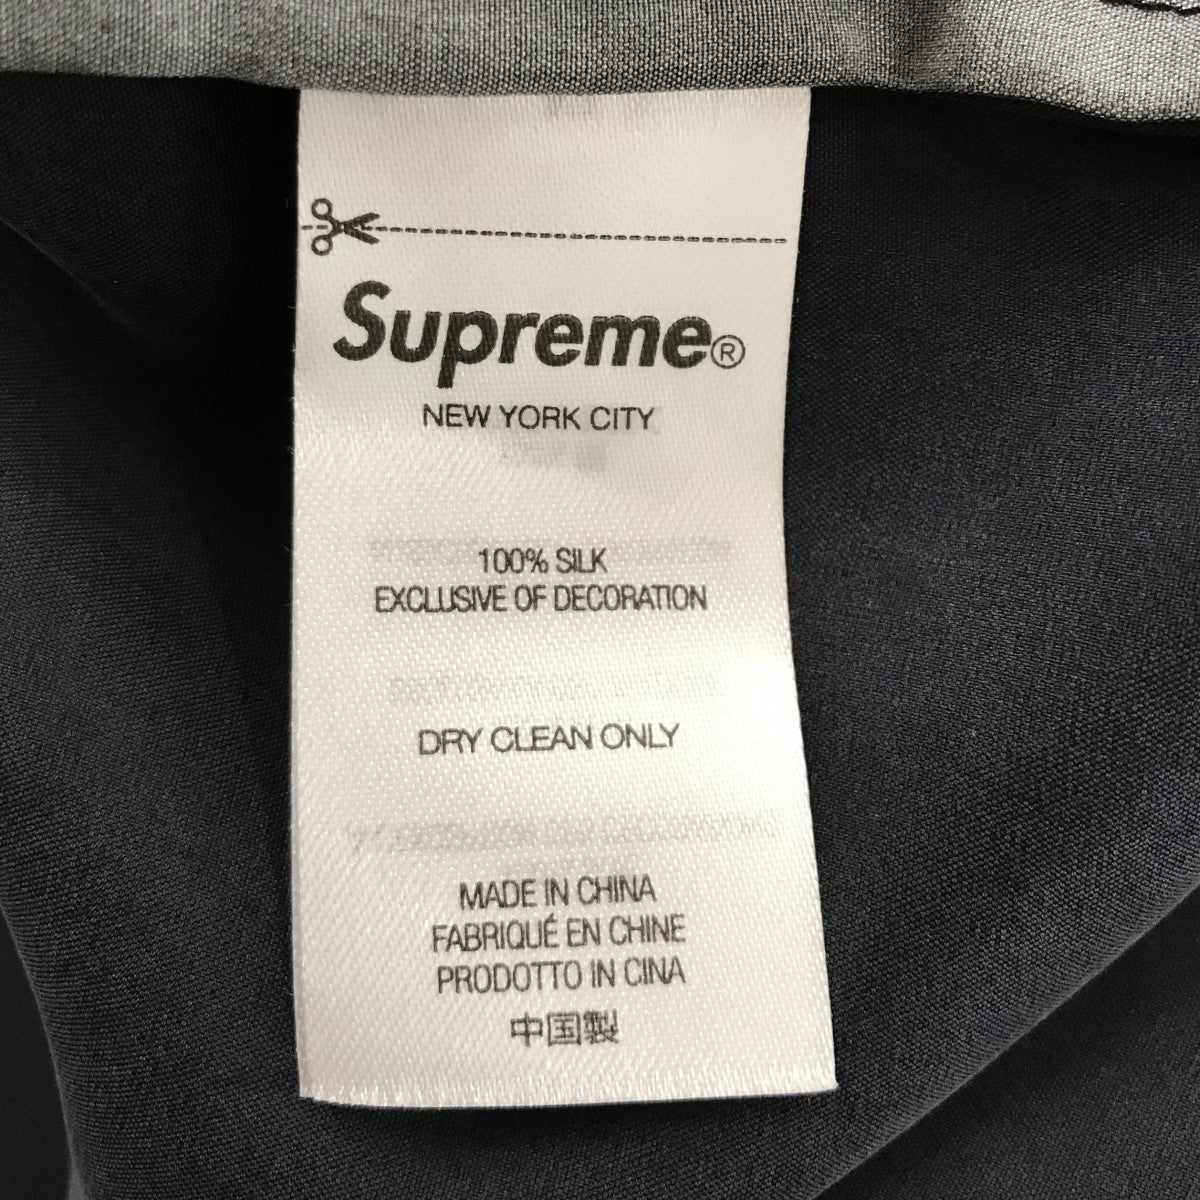 Supreme®
NEW YORK CITY
100% SILK
EXCLUSIVE OF DECORATION
DRY CLEAN ONLY
MADE IN CHINA
FABRIQUÉ EN CHINE
PRODOTTO IN CINA
中国製